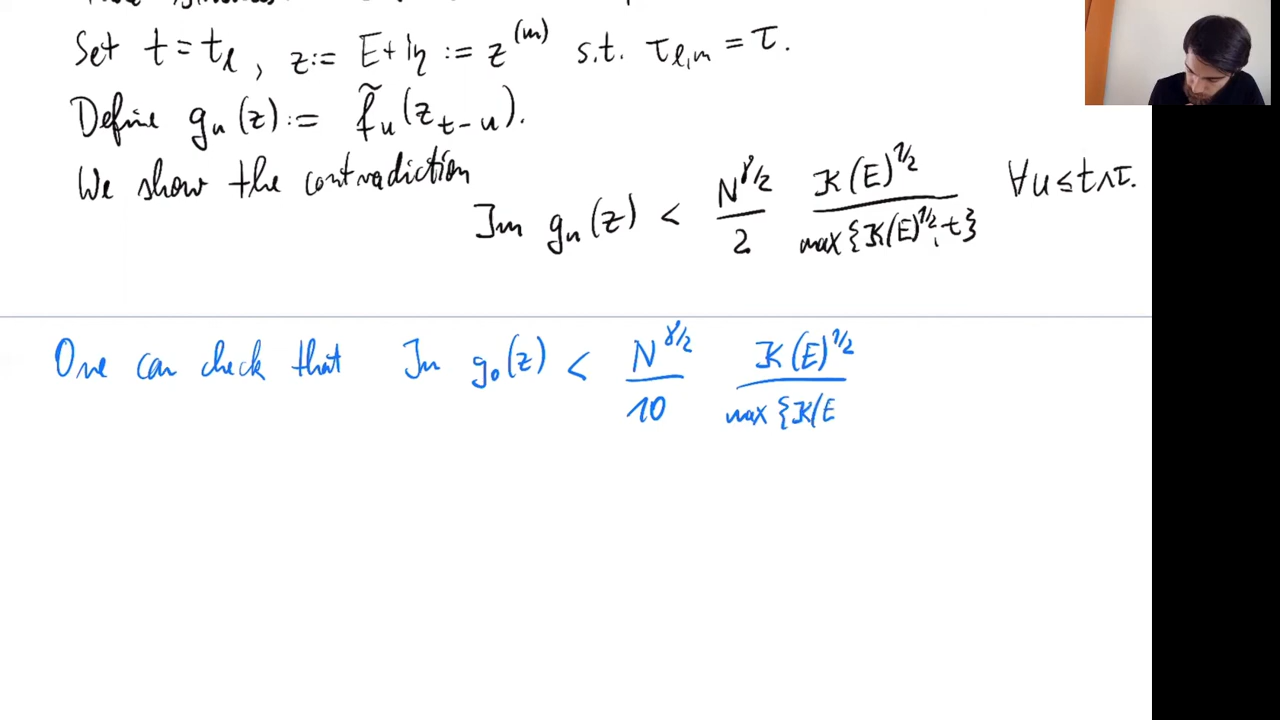 Set t = t_ℓ, z := E + iη := z^(m) s.t. τ_{ℓ,m} = τ.
Define g_u(z) := f̃_u(z_{t-u}).
We show the contradiction
Im g_u(z) < N^{γ/2}/2 · K(E)^{1/2}/max{K(E)^{1/2}, t} ∀u ≤ t∧τ.
One can check that Im g_0(z) < N^{γ/2}/10 · K(E)^{1/2}/max{K(E